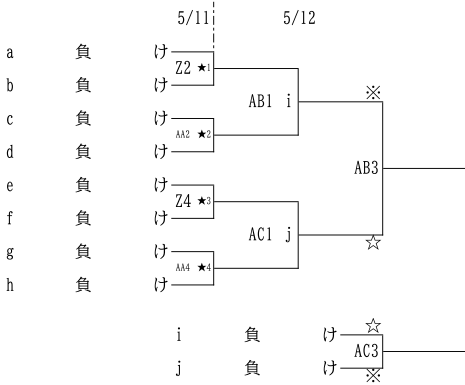 5/11 5/12
a 負 け
Z2 ★1
b 負 け
AB1 i ※
c 負 け
AA2 ★2
d 負 け
AB3
e 負 け
Z4 ★3
f 負 け
AC1 j ☆
g 負 け
AA4 ★4
h 負 け
i 負 け ☆
AC3
j 負 け ※